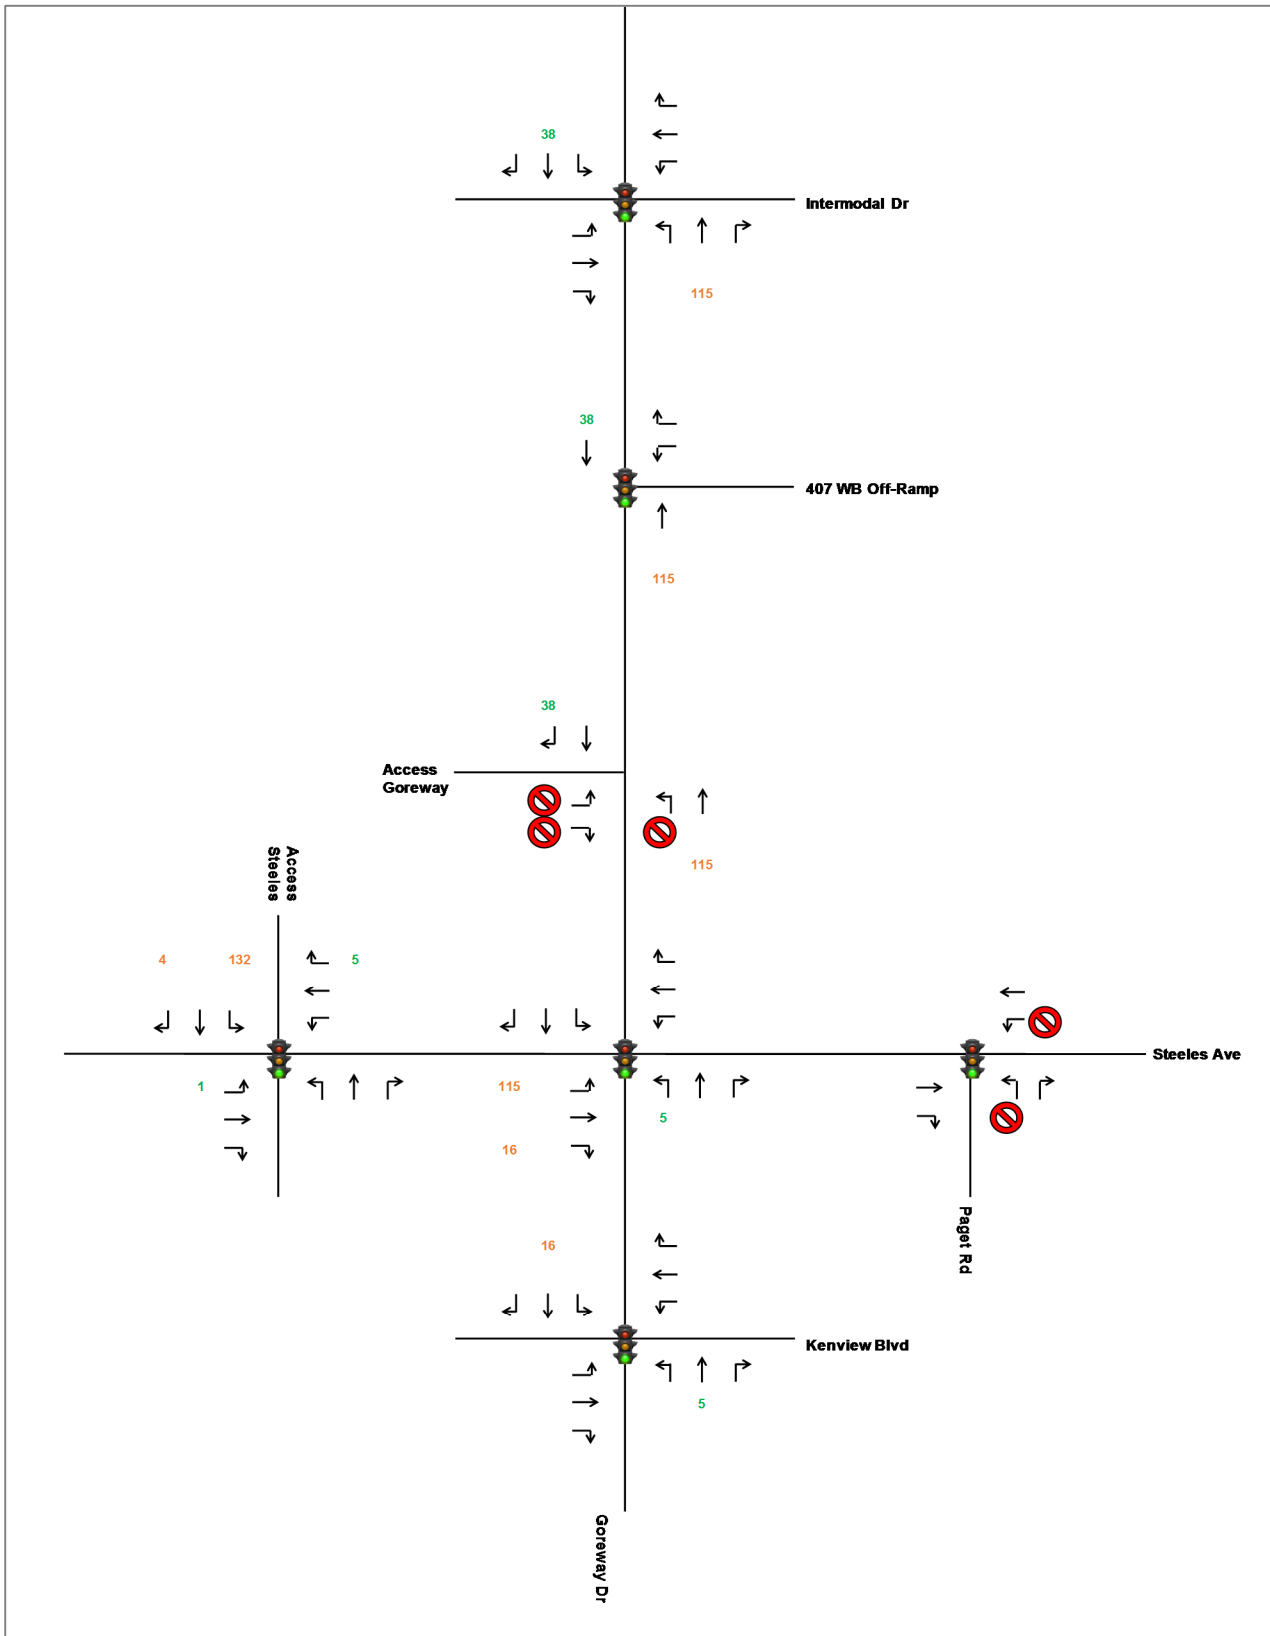 38
Intermodal Dr
115
38
407 WB Off-Ramp
115
38
Access
Goreway
115
Access
Steeles
4 132 5
1 115 5
16
Steeles Ave
Paget Rd
16
Kenview Blvd
5
Goreway Dr